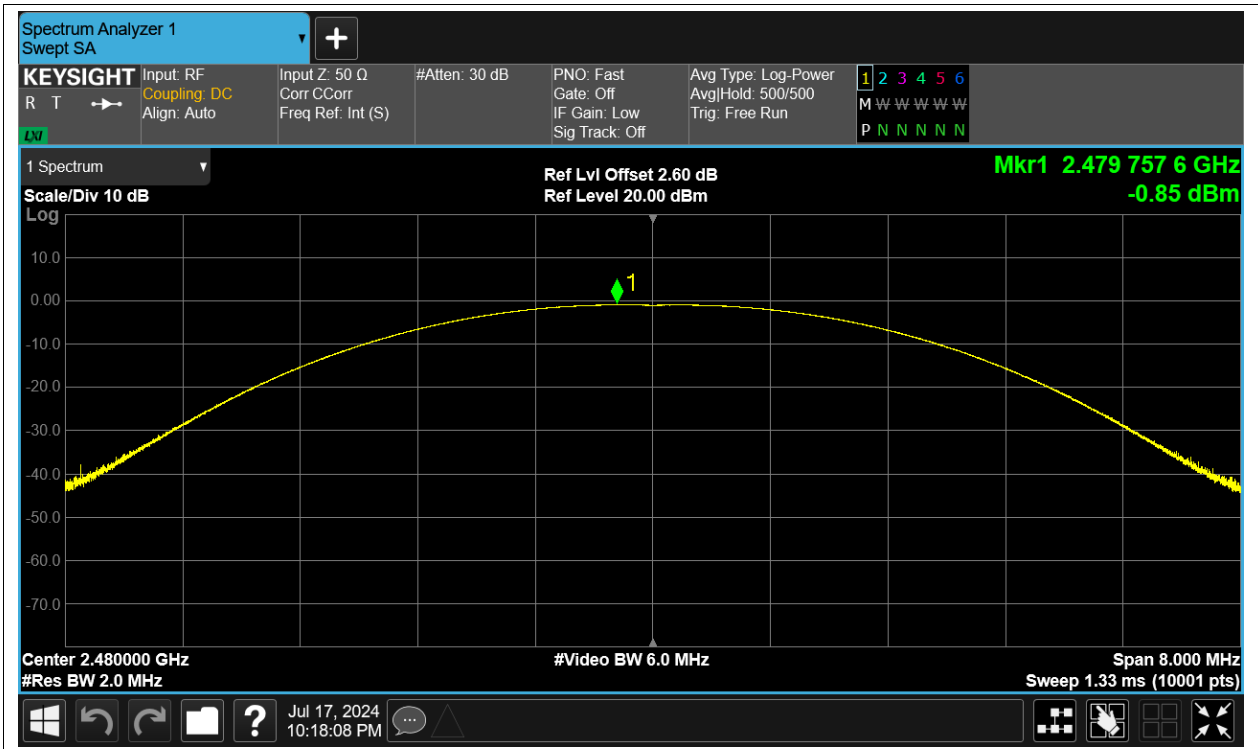 Spectrum Analyzer 1
Swept SA
KEYSIGHT
R T
LXI
Input: RF
Coupling: DC
Align: Auto
Input Z: 50 Ω
Corr CCorr
Freq Ref: Int (S)
#Atten: 30 dB
PNO: Fast
Gate: Off
IF Gain: Low
Sig Track: Off
Avg Type: Log-Power
Avg|Hold: 500/500
Trig: Free Run
1 2 3 4 5 6
M W W W W W
P N N N N N
1 Spectrum
Scale/Div 10 dB
Log
Ref Lvl Offset 2.60 dB
Ref Level 20.00 dBm
Mkr1 2.479 757 6 GHz
-0.85 dBm
1
10.0
0.00
-10.0
-20.0
-30.0
-40.0
-50.0
-60.0
-70.0
Center 2.480000 GHz
#Res BW 2.0 MHz
#Video BW 6.0 MHz
Span 8.000 MHz
Sweep 1.33 ms (10001 pts)
?
Jul 17, 2024
10:18:08 PM